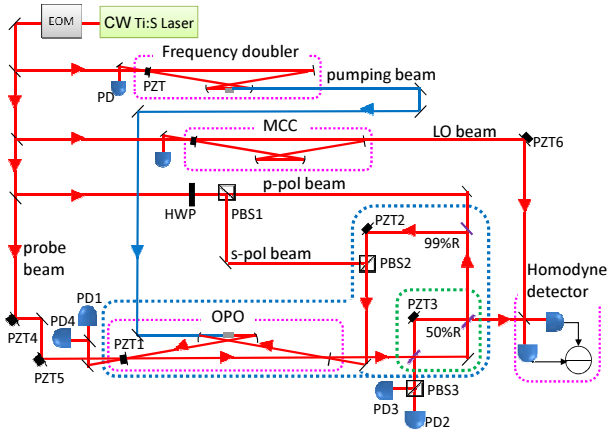 EOM
CW Ti:S Laser
Frequency doubler
PD
PZT
pumping beam
MCC
LO beam
PZT6
p-pol beam
HWP
PBS1
PZT2
99%R
s-pol beam
PBS2
probe
beam
Homodyne
detector
PD1
PD4
OPO
PZT3
PZT4
PZT1
50%R
PZT5
PBS3
PD3
PD2